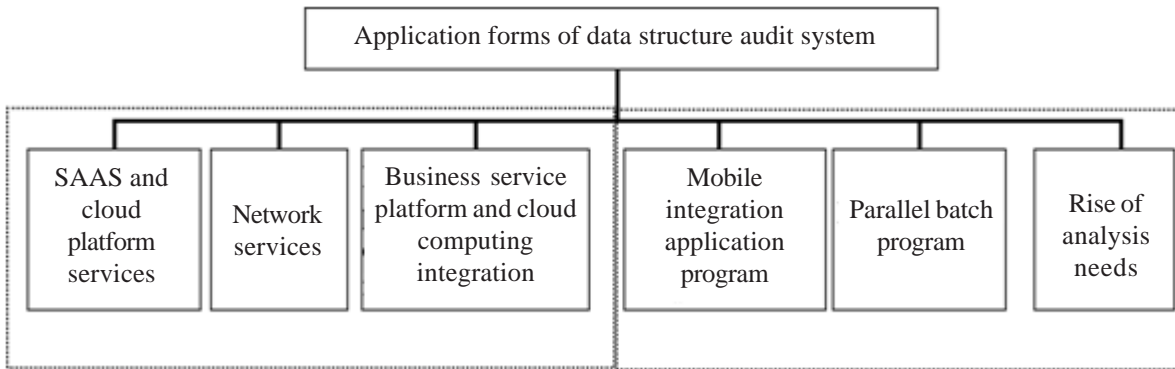 Application forms of data structure audit system
SAAS and
cloud
platform
services
Network
services
Business service
platform and cloud
computing
integration
Mobile
integration
application
program
Parallel batch
program
Rise of
analysis
needs